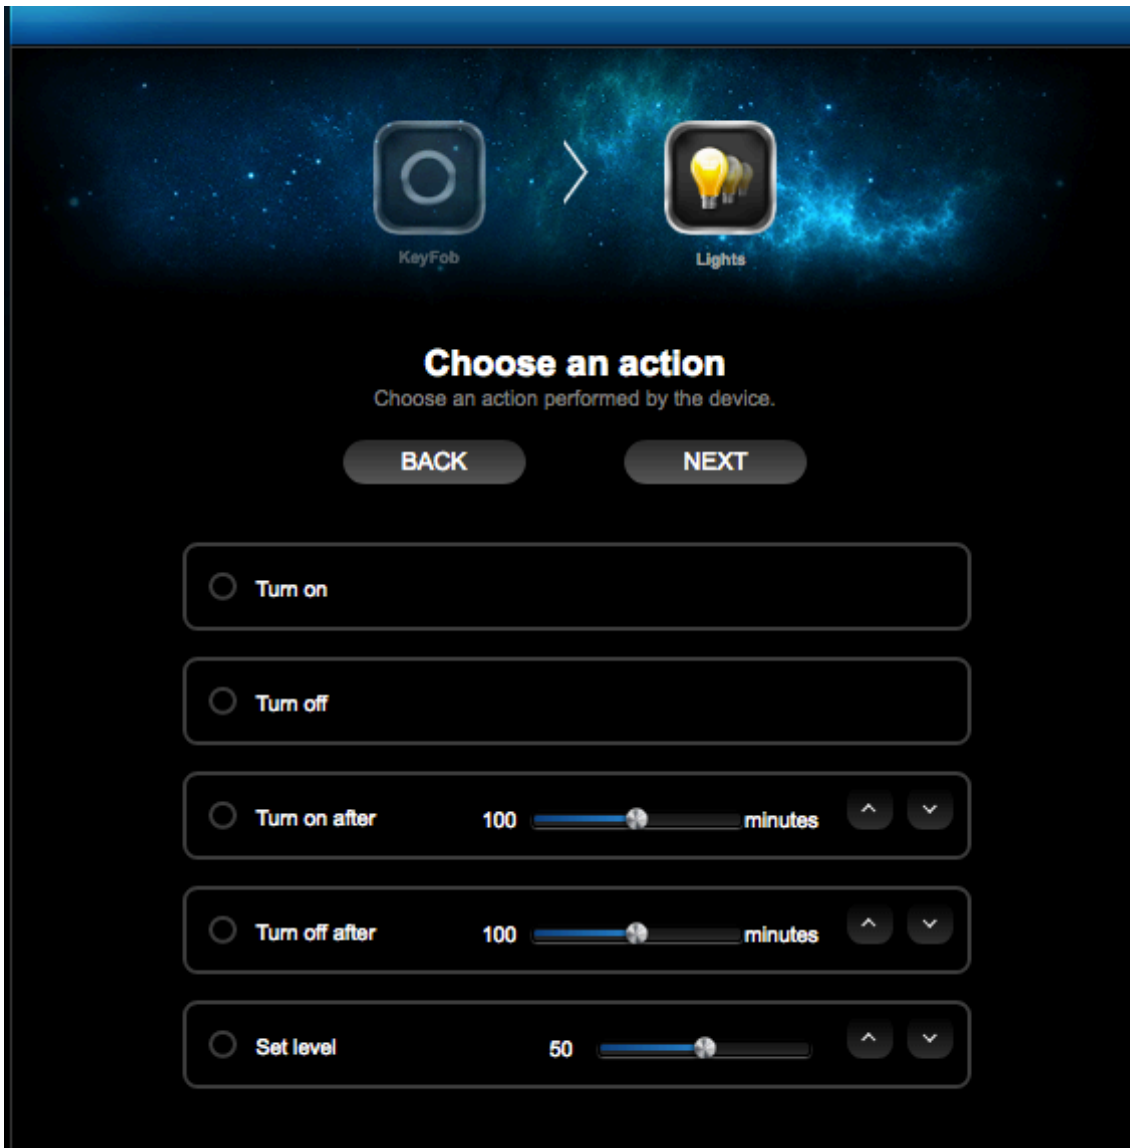 KeyFob
Lights
Choose an action
Choose an action performed by the device.
BACK NEXT
Turn on
Turn off
Turn on after 100 minutes
Turn off after 100 minutes
Set level 50